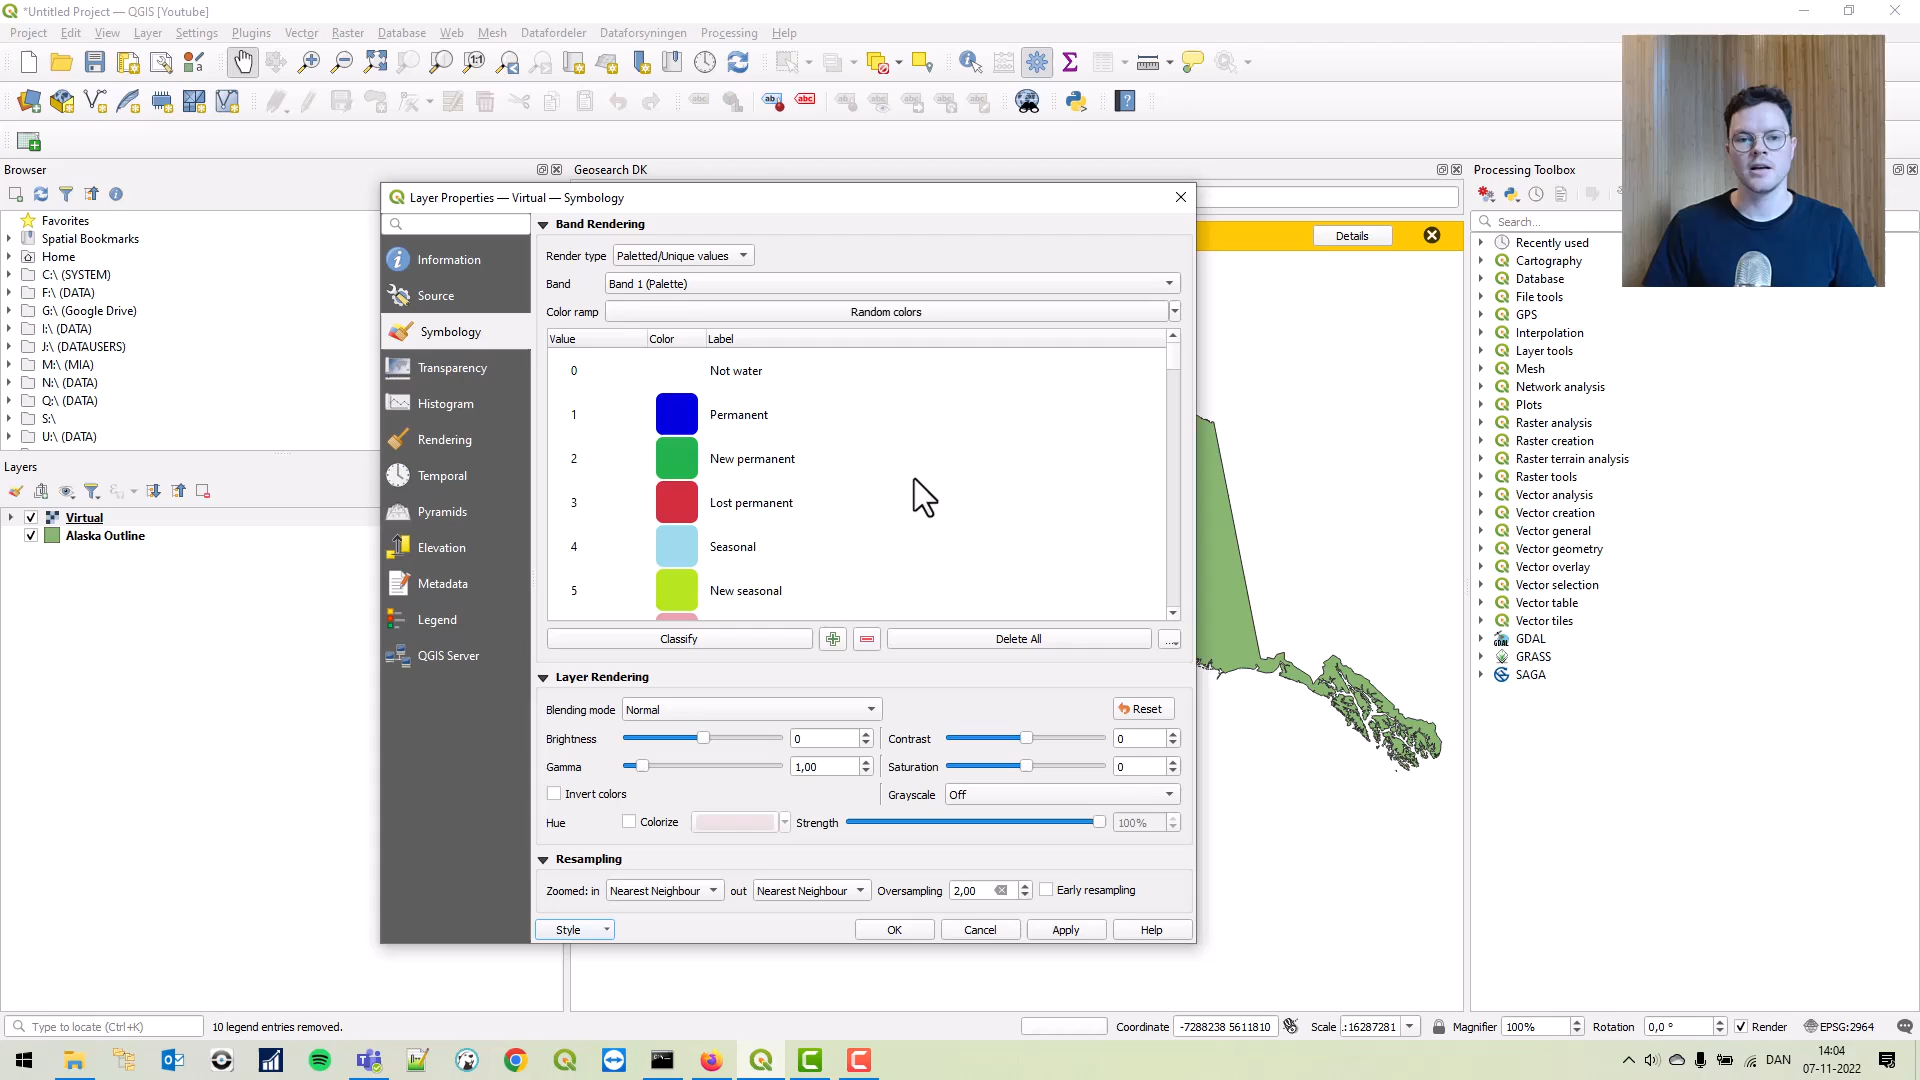 *Untitled Project — QGIS [Youtube]
Project Edit View Layer Settings Plugins Vector Raster Database Web Mesh Datafordeler Dataforsyningen Processing Help
Browser
Geosearch DK
Processing Toolbox
Layer Properties — Virtual — Symbology
Details
Search...
Favorites
Spatial Bookmarks
Home
C:\ (SYSTEM)
F:\ (DATA)
G:\ (Google Drive)
I:\ (DATA)
J:\ (DATAUSERS)
M:\ (MIA)
N:\ (DATA)
Q:\ (DATA)
S:\
U:\ (DATA)
Layers
Virtual
Alaska Outline
Information
Source
Symbology
Transparency
Histogram
Rendering
Temporal
Pyramids
Elevation
Metadata
Legend
QGIS Server
Band Rendering
Render type Paletted/Unique values
Band Band 1 (Palette)
Color ramp Random colors
Value Color Label
0 Not water
1 Permanent
2 New permanent
3 Lost permanent
4 Seasonal
5 New seasonal
Classify Delete All ...
Layer Rendering
Blending mode Normal Reset
Brightness 0 Contrast 0
Gamma 1,00 Saturation 0
Invert colors Grayscale Off
Hue Colorize Strength 100%
Resampling
Zoomed: in Nearest Neighbour out Nearest Neighbour Oversampling 2,00 Early resampling
Style OK Cancel Apply Help
Recently used
Cartography
Database
File tools
GPS
Interpolation
Layer tools
Mesh
Network analysis
Plots
Raster analysis
Raster creation
Raster terrain analysis
Raster tools
Vector analysis
Vector creation
Vector general
Vector geometry
Vector overlay
Vector selection
Vector table
Vector tiles
GDAL
GRASS
SAGA
Type to locate (Ctrl+K) 10 legend entries removed. Coordinate -7288238 5611810 Scale .:16287281 Magnifier 100% Rotation 0,0 ° Render EPSG:2964
DAN
14:04
07-11-2022